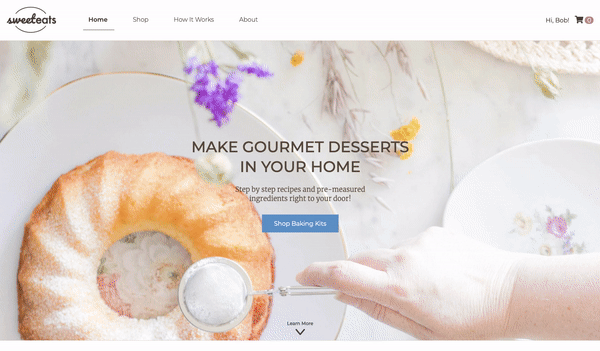 sweeteats
Home
Shop
How It Works
About
Hi, Bob!
0
MAKE GOURMET DESSERTS
IN YOUR HOME
Step by step recipes and pre-measured
ingredients right to your door!
Shop Baking Kits
Learn More